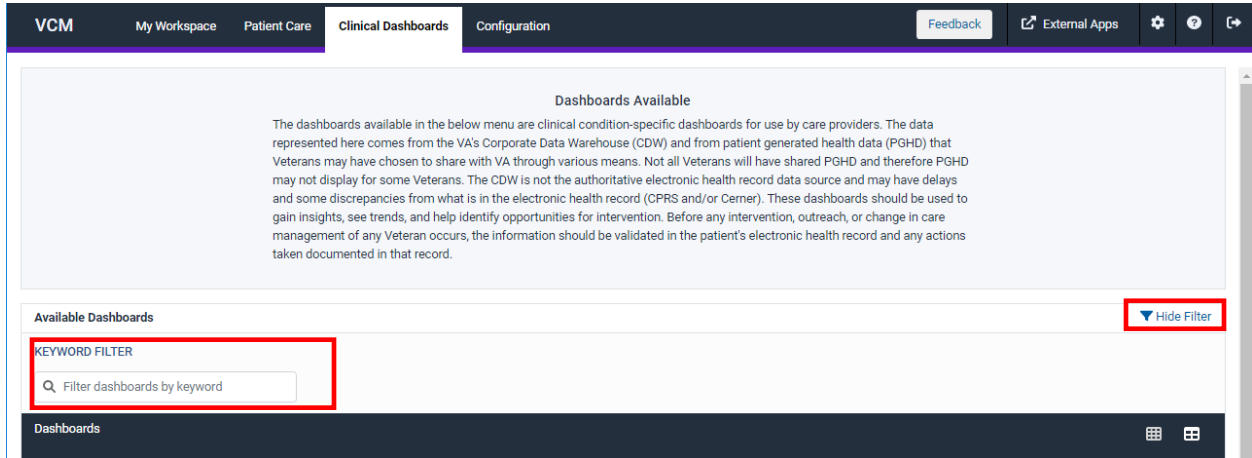 VCM My Workspace Patient Care Clinical Dashboards Configuration Feedback External Apps
Dashboards Available
The dashboards available in the below menu are clinical condition-specific dashboards for use by care providers. The data
represented here comes from the VA's Corporate Data Warehouse (CDW) and from patient generated health data (PGHD) that
Veterans may have chosen to share with VA through various means. Not all Veterans will have shared PGHD and therefore PGHD
may not display for some Veterans. The CDW is not the authoritative electronic health record data source and may have delays
and some discrepancies from what is in the electronic health record (CPRS and/or Cerner). These dashboards should be used to
gain insights, see trends, and help identify opportunities for intervention. Before any intervention, outreach, or change in care
management of any Veteran occurs, the information should be validated in the patient's electronic health record and any actions
taken documented in that record.
Available Dashboards Hide Filter
KEYWORD FILTER
Filter dashboards by keyword
Dashboards